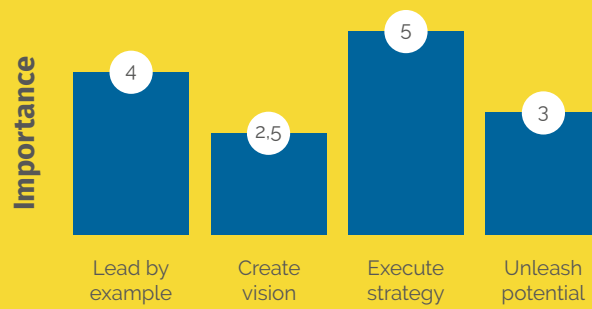 Importance
4
2,5
5
3
Lead by
example
Create
vision
Execute
strategy
Unleash
potential